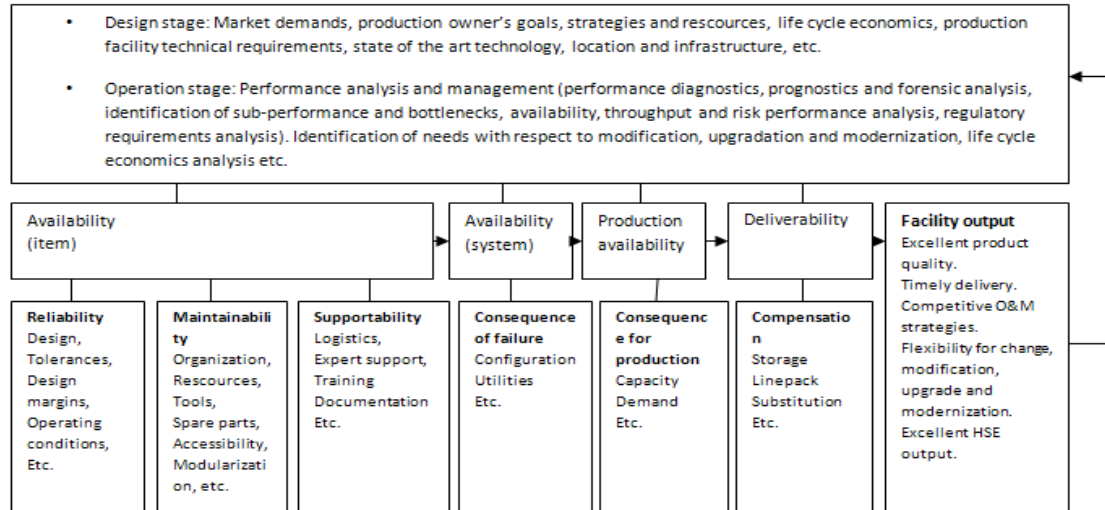 • Design stage: Market demands, production owner's goals, strategies and rescources, life cycle economics, production
facility technical requirements, state of the art technology, location and infrastructure, etc.
• Operation stage: Performance analysis and management (performance diagnostics, prognostics and forensic analysis,
identification of sub-performance and bottlenecks, availability, throughput and risk performance analysis, regulatory
requirements analysis). Identification of needs with respect to modification, upgradation and modernization, life cycle
economics analysis etc.
Availability
(item)
Availability
(system)
Production
availability
Deliverability
Facility output
Excellent product
quality.
Timely delivery.
Competitive O&M
strategies.
Flexibility for change,
modification,
upgrade and
modernization.
Excellent HSE
output.
Reliability
Design,
Tolerances,
Design
margins,
Operating
conditions,
Etc.
Maintainabili
ty
Organization,
Rescources,
Tools,
Spare parts,
Accessibility,
Modularizati
on, etc.
Supportability
Logistics,
Expert support,
Training
Documentation
Etc.
Consequence
of failure
Configuration
Utilities
Etc.
Consequenc
e for
production
Capacity
Demand
Etc.
Compensatio
n
Storage
Linepack
Substitution
Etc.